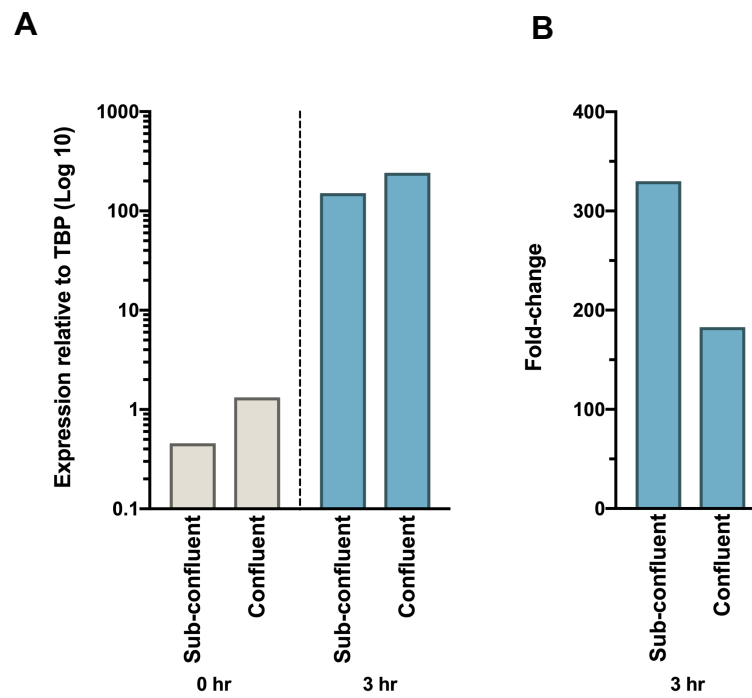 A
Expression relative to TBP (Log 10)
1000
100
10
1
0.1
Sub-confluent
Confluent
Sub-confluent
Confluent
0 hr
3 hr
B
Fold-change
400
300
200
100
0
Sub-confluent
Confluent
3 hr